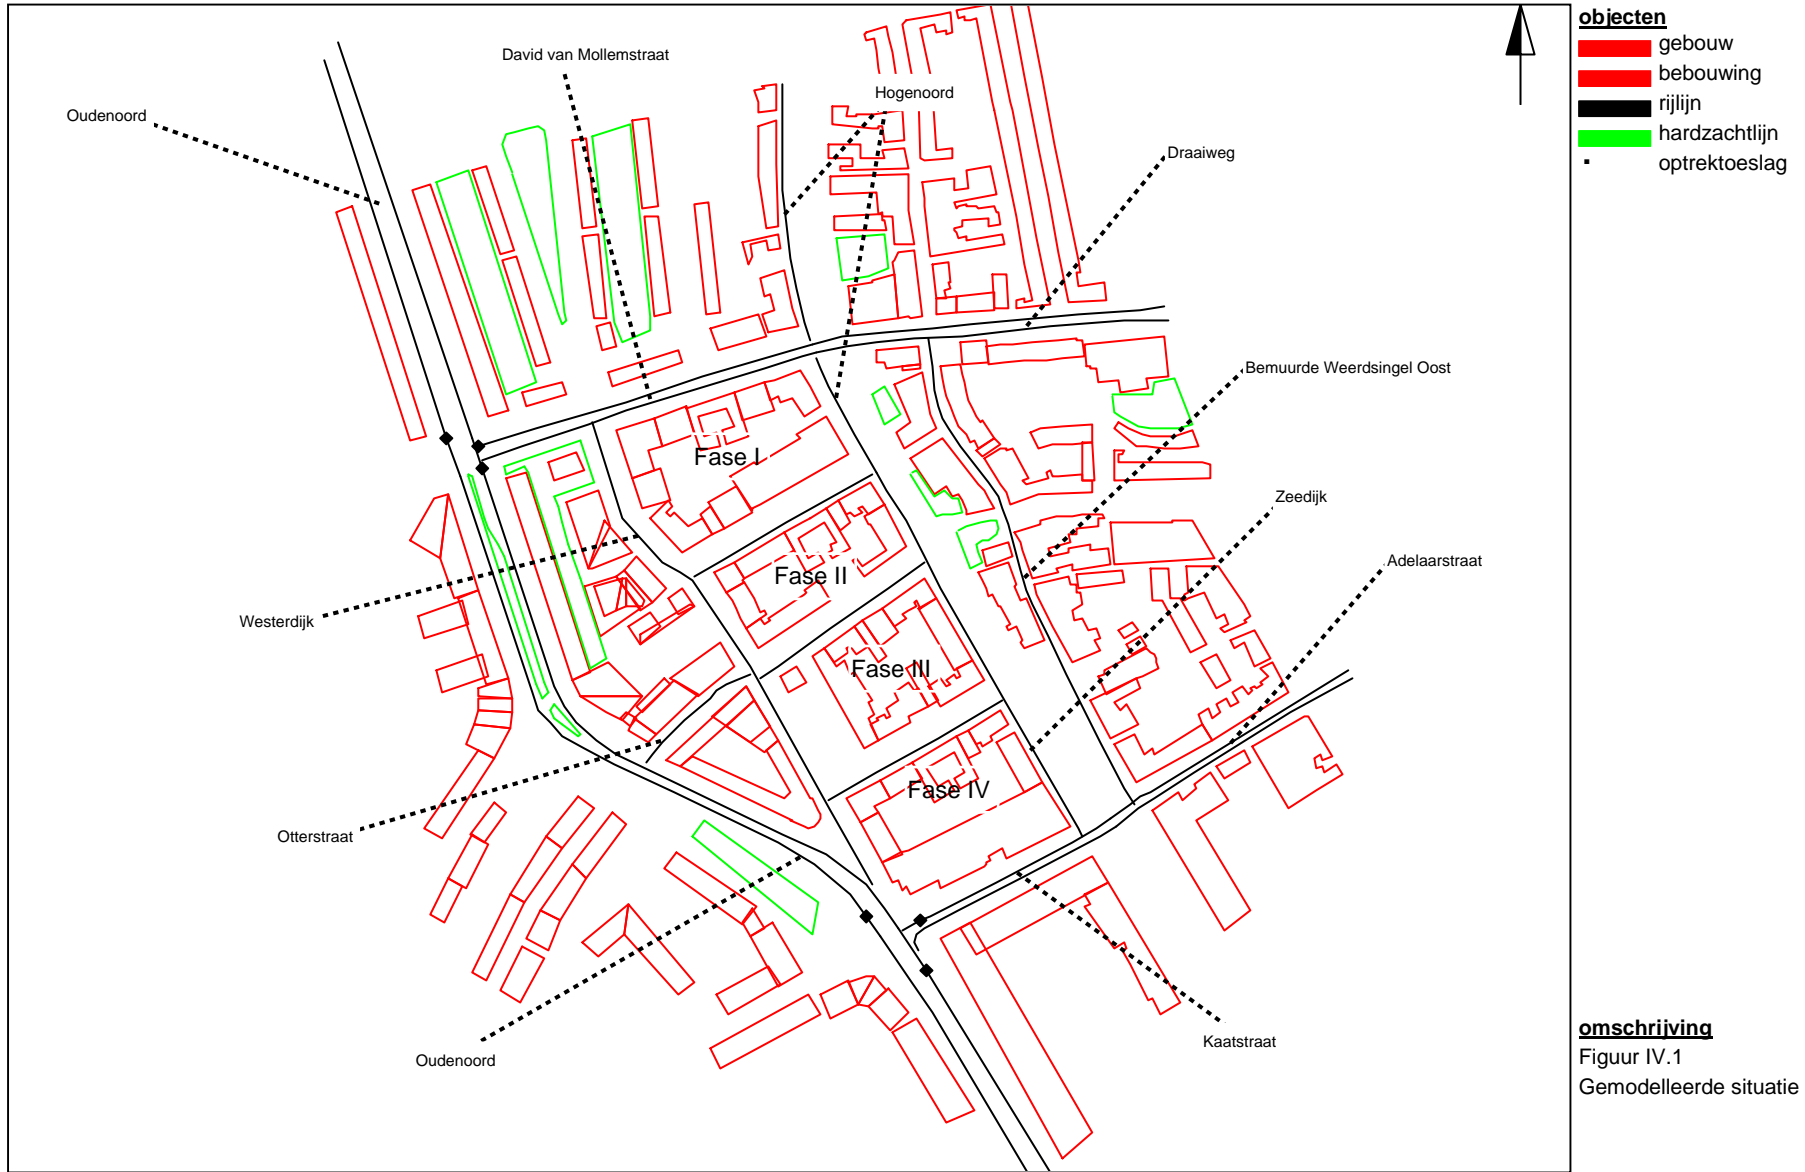 David van Mollemstraat
Oudenoord
Hogenoord
Draaiweg
Bemuurde Weerdsingel Oost
Fase I
Zeedijk
Fase II
Adelaarstraat
Westerdijk
Fase III
Fase IV
Otterstraat
Oudenoord
Kaatstraat
objecten
gebouw
bebouwing
rijlijn
hardzachtlijn
optrektoeslag
omschrijving
Figuur IV.1
Gemodelleerde situatie